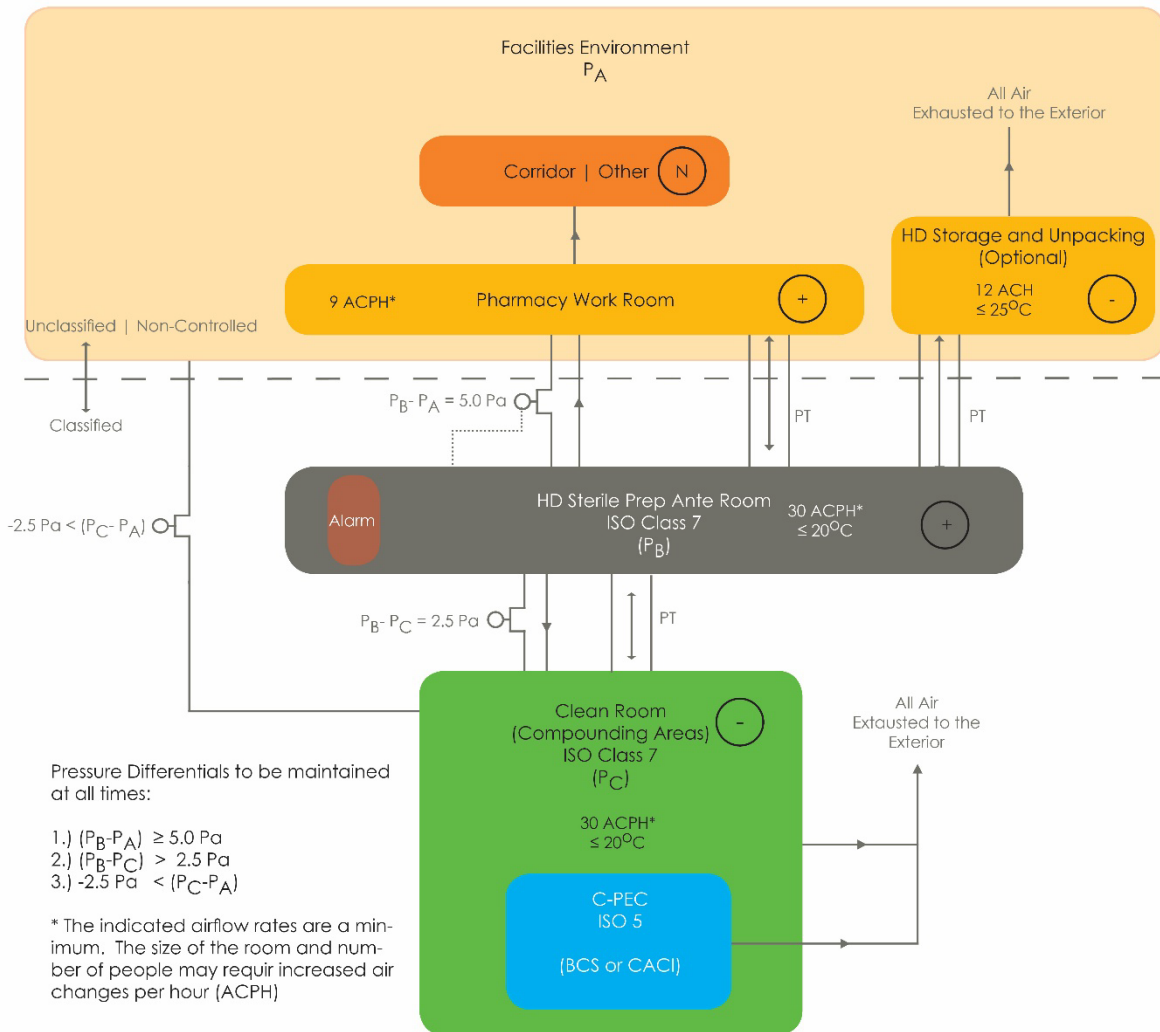 Facilities Environment
PA
All Air
Exhausted to the Exterior
Corridor | Other N
HD Storage and Unpacking
(Optional)
12 ACH
≤ 25°C
-
9 ACPH*
Pharmacy Work Room
+
Unclassified | Non-Controlled
Classified
PB- PA = 5.0 Pa
PT
PT
Alarm
HD Sterile Prep Ante Room
ISO Class 7
(PB)
30 ACPH*
≤ 20°C
+
-2.5 Pa < (PC- PA)
PB- PC = 2.5 Pa
PT
Clean Room
(Compounding Areas)
ISO Class 7
(PC)
-
30 ACPH*
≤ 20°C
C-PEC
ISO 5
(BCS or CACI)
All Air
Extausted to the
Exterior
Pressure Differentials to be maintained
at all times:
1.) (PB-PA) ≥ 5.0 Pa
2.) (PB-PC) > 2.5 Pa
3.) -2.5 Pa < (PC-PA)
* The indicated airflow rates are a min-
imum. The size of the room and num-
ber of people may requir increased air
changes per hour (ACPH)